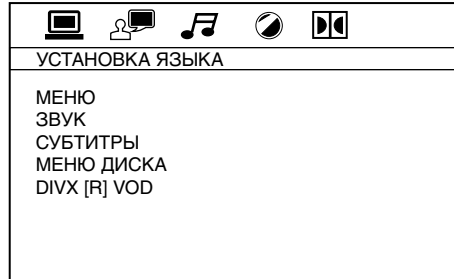 УСТАНОВКА ЯЗЫКА
МЕНЮ
ЗВУК
СУБТИТРЫ
МЕНЮ ДИСКА
DIVX [R] VOD